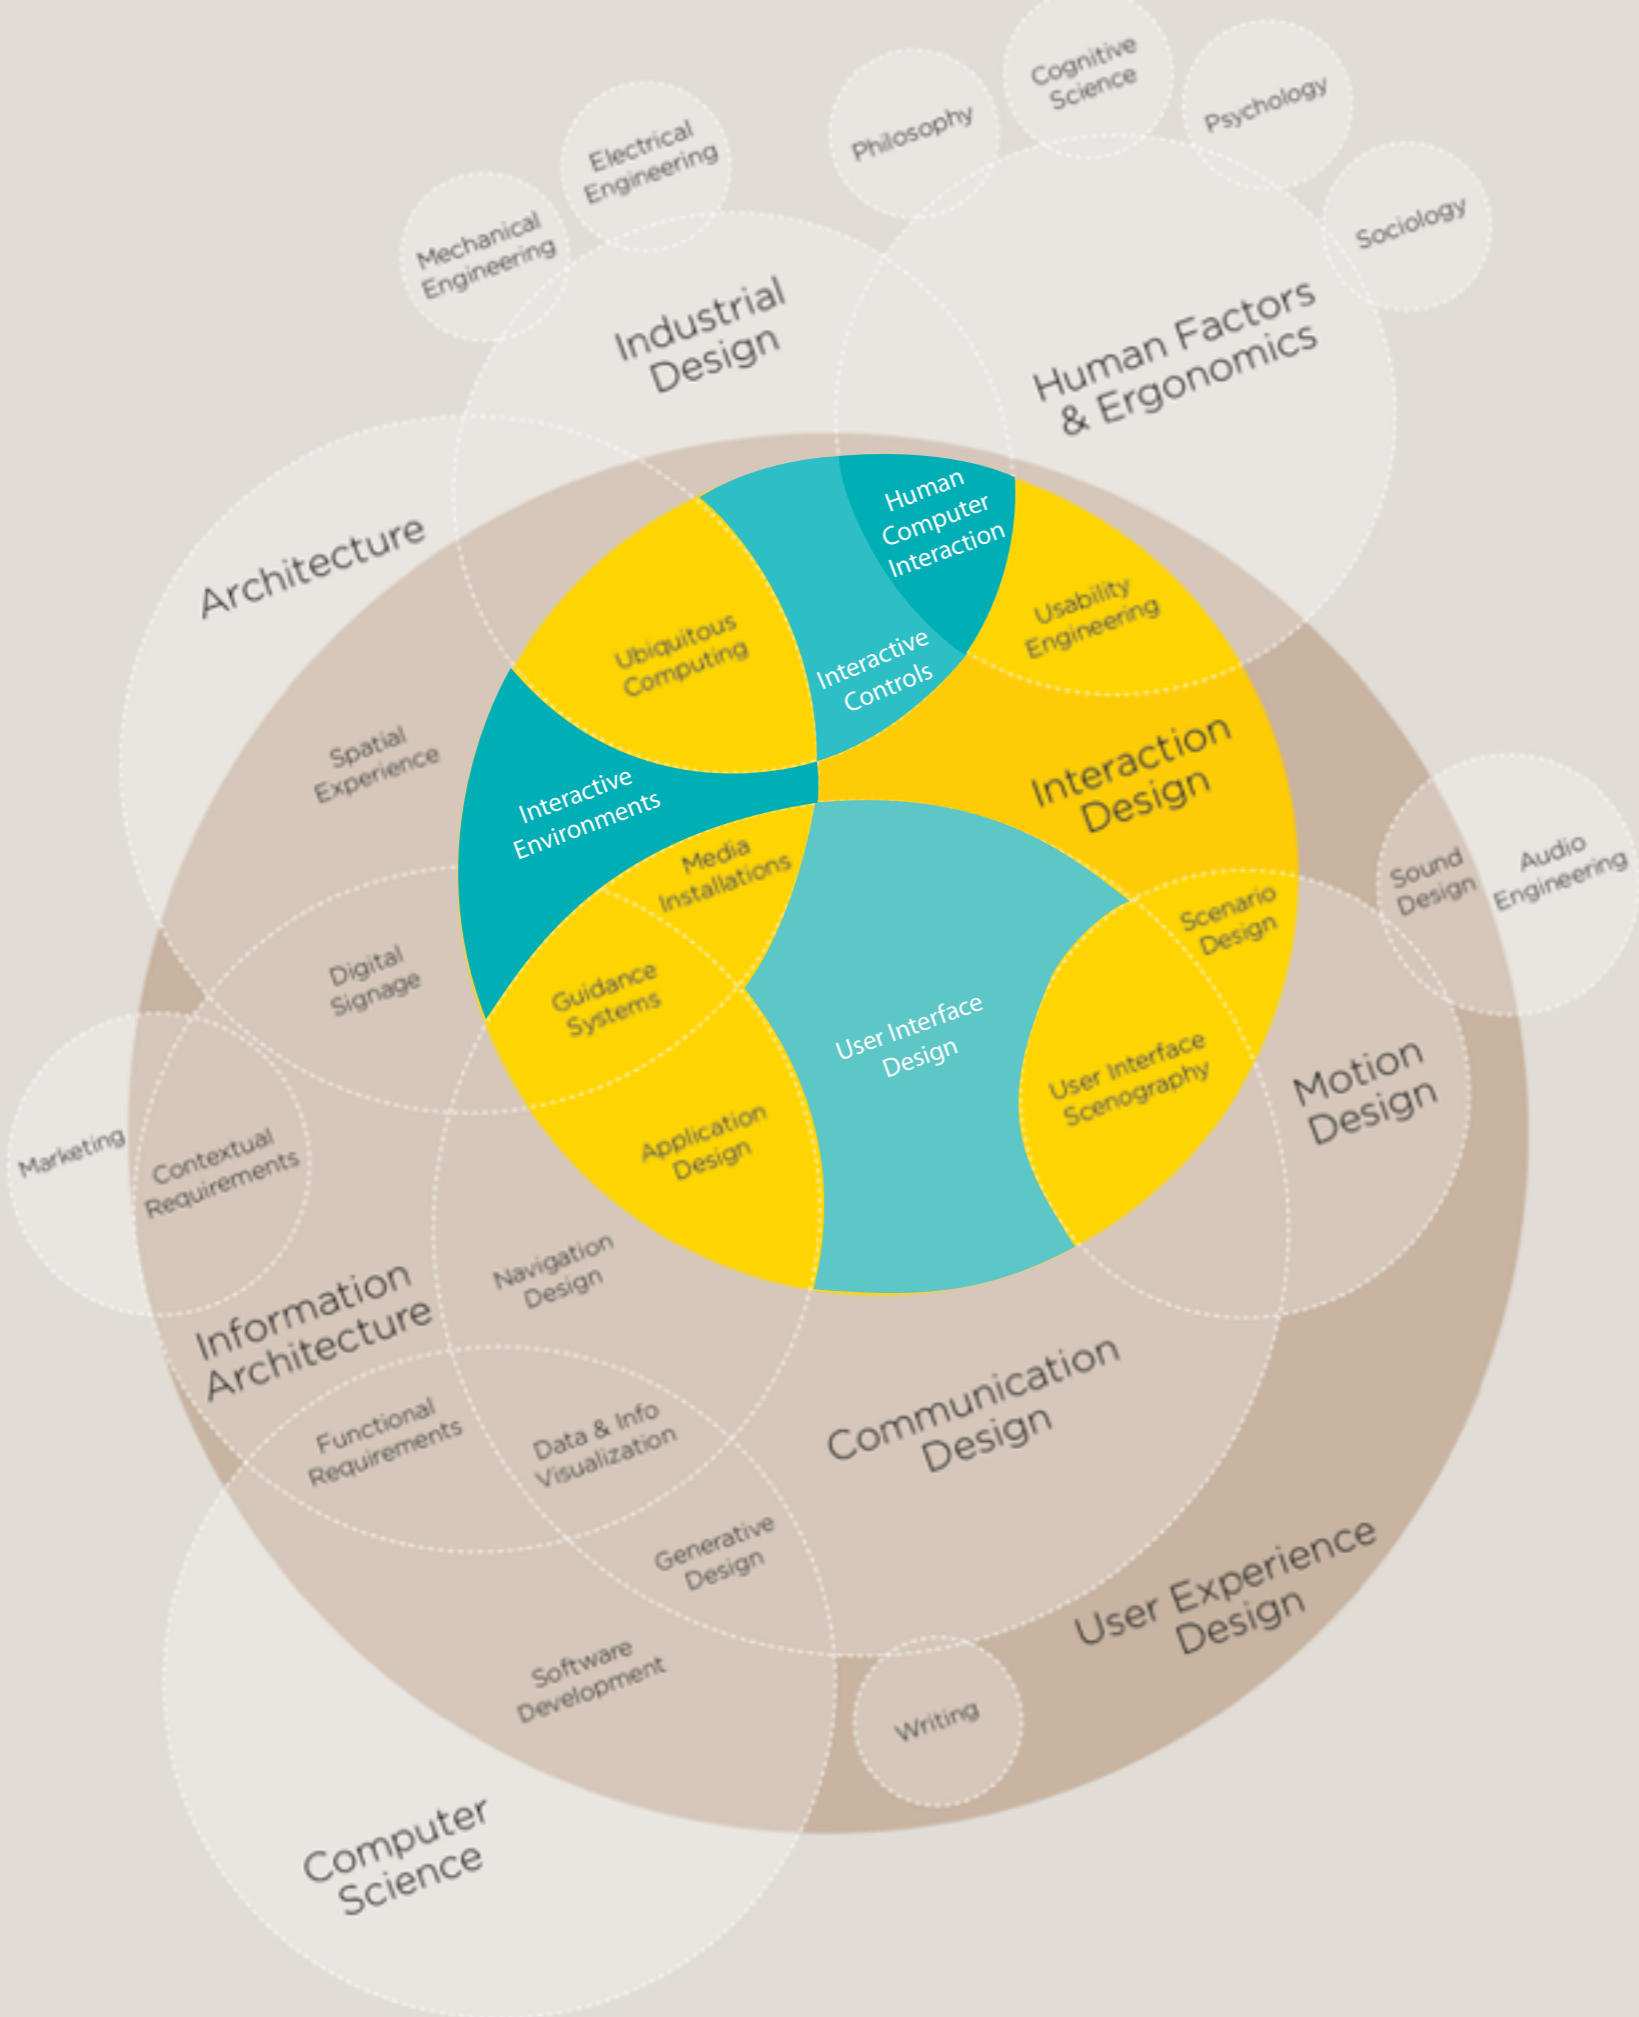 Cognitive
Science
Philosophy
Psychology
Electrical
Engineering
Sociology
Mechanical
Engineering
Industrial
Design
Human Factors
& Ergonomics
Architecture
Human
Computer
Interaction
Usability
Engineering
Ubiquitous
Computing
Interactive
Controls
Spatial
Experience
Interaction
Design
Interactive
Environments
Media
Installations
Sound
Design
Audio
Engineering
Scenario
Design
Digital
Signage
Guidance
Systems
User Interface
Design
User Interface
Scenography
Motion
Design
Marketing
Contextual
Requirements
Application
Design
Navigation
Design
Information
Architecture
Communication
Design
Functional
Requirements
Data & Info
Visualization
Generative
Design
User Experience
Design
Software
Development
Writing
Computer
Science